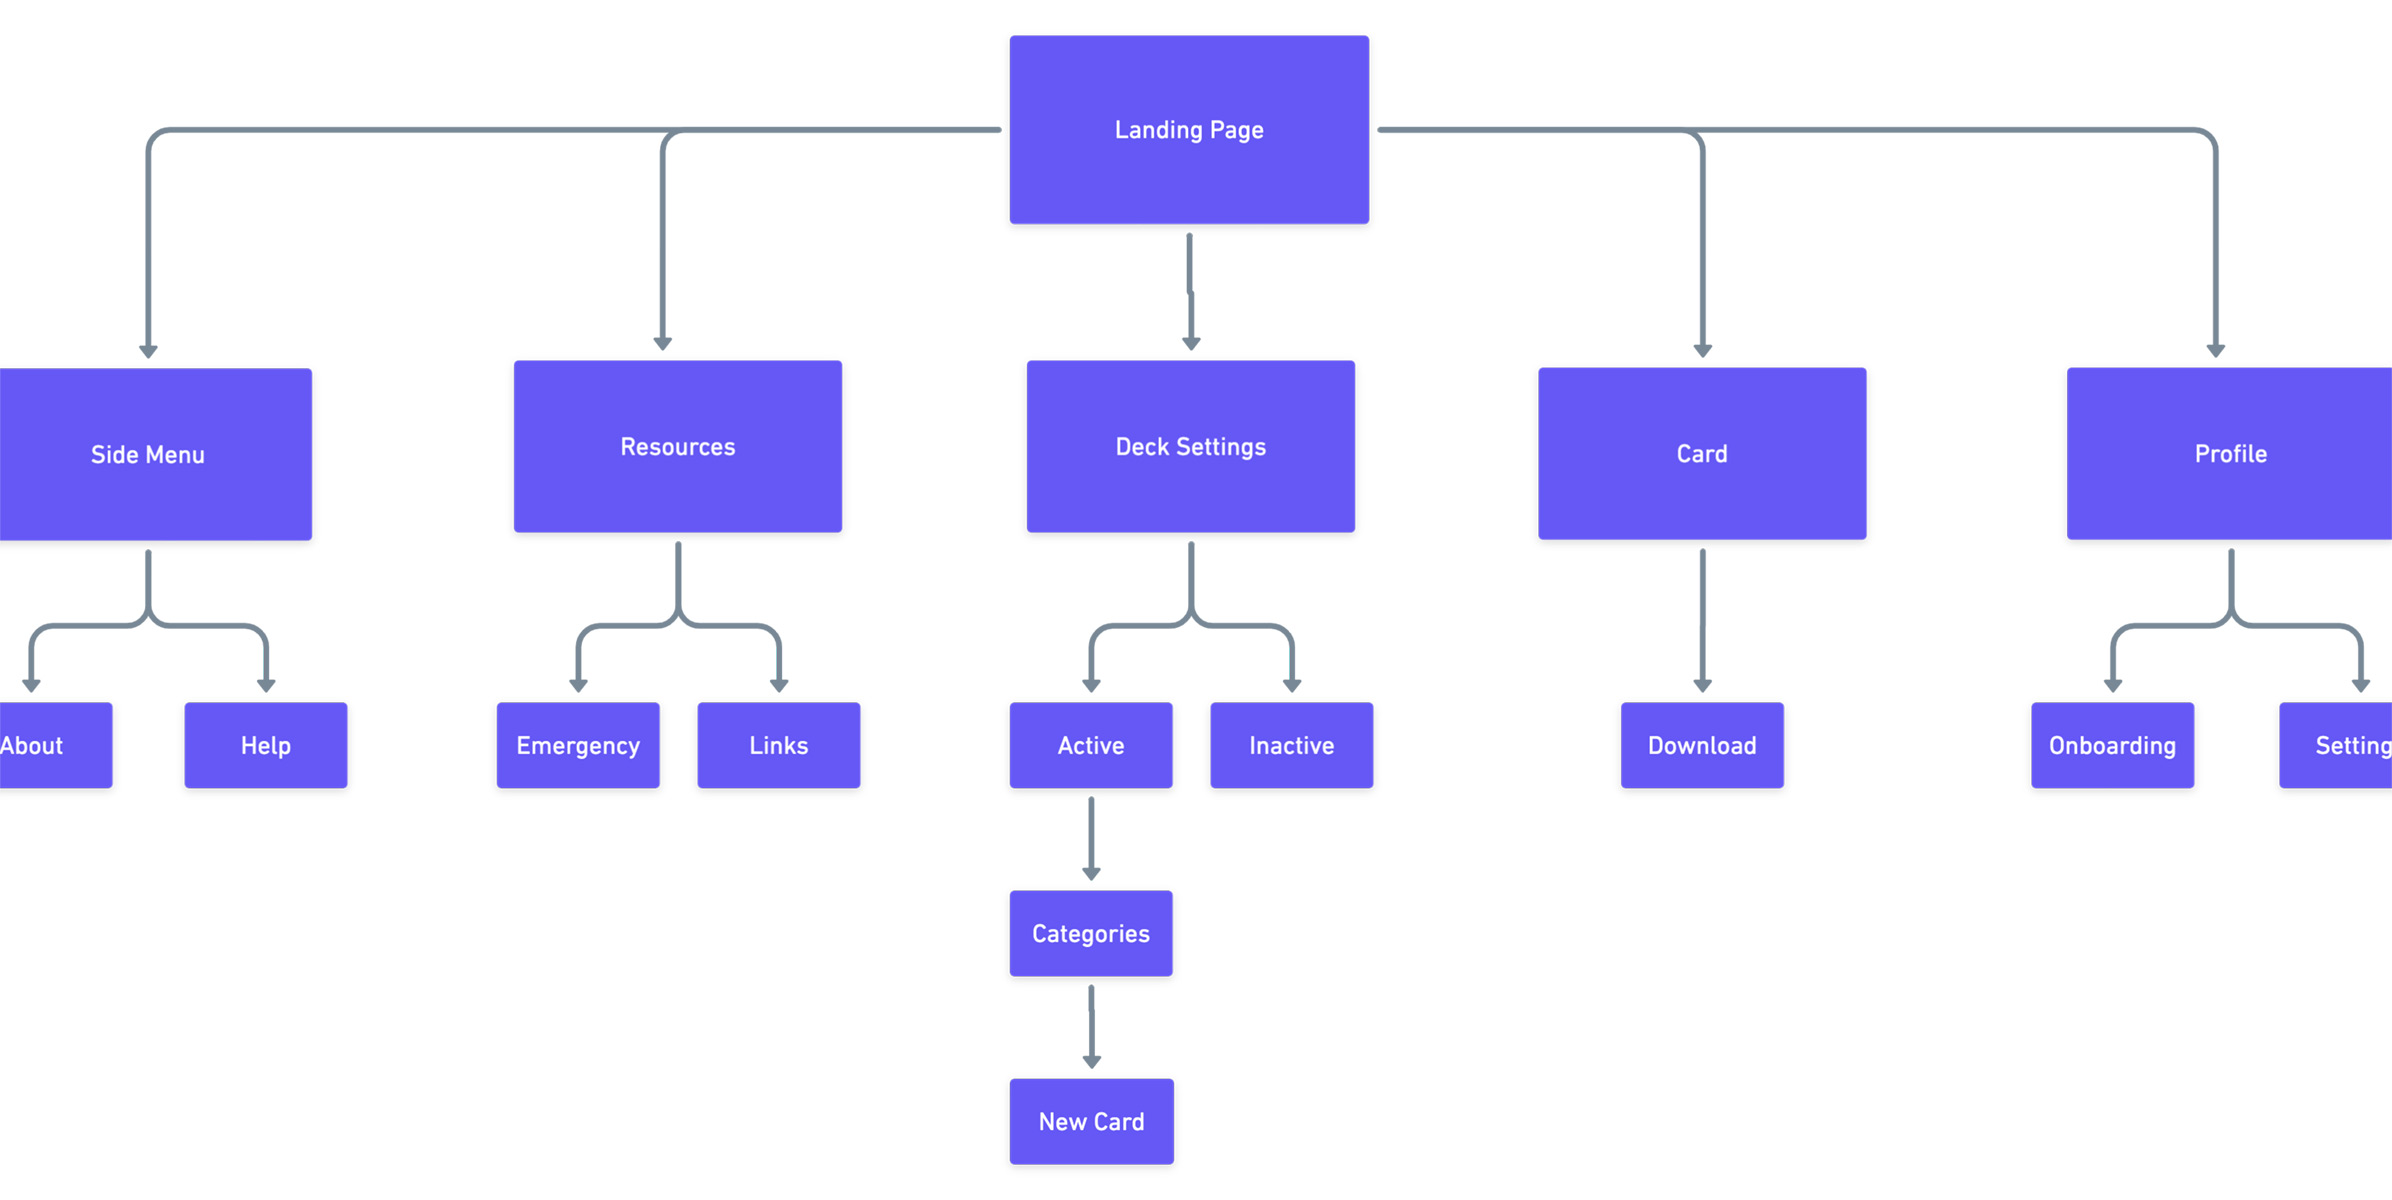 Landing Page
Side Menu
Resources
Deck Settings
Card
Profile
About
Help
Emergency
Links
Active
Inactive
Download
Onboarding
Setting
Categories
New Card